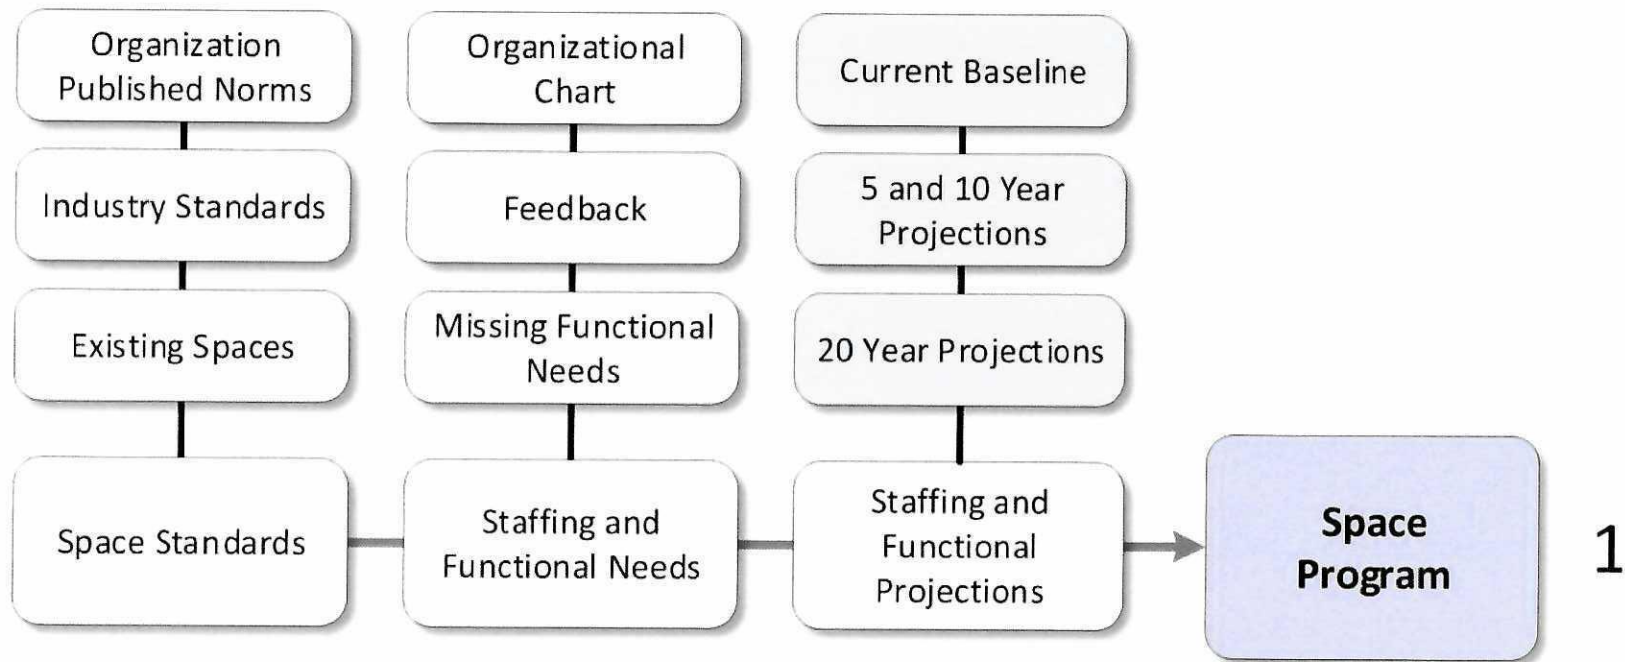 Organization
Published Norms
Industry Standards
Existing Spaces
Space Standards
Organizational
Chart
Feedback
Missing Functional
Needs
Staffing and
Functional Needs
Current Baseline
5 and 10 Year
Projections
20 Year Projections
Staffing and
Functional
Projections
Space
Program
1